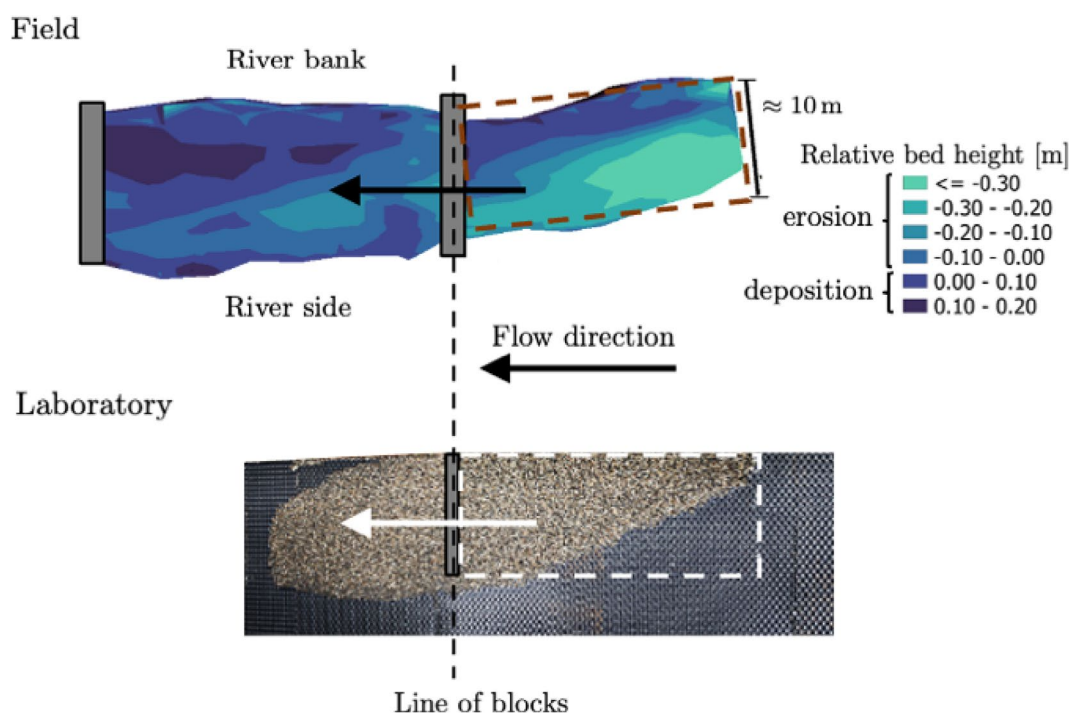 Field
River bank
≈ 10 m
Relative bed height [m]
<= -0.30
erosion
-0.30 - -0.20
-0.20 - -0.10
-0.10 - 0.00
deposition
0.00 - 0.10
0.10 - 0.20
River side
Flow direction
Laboratory
Line of blocks